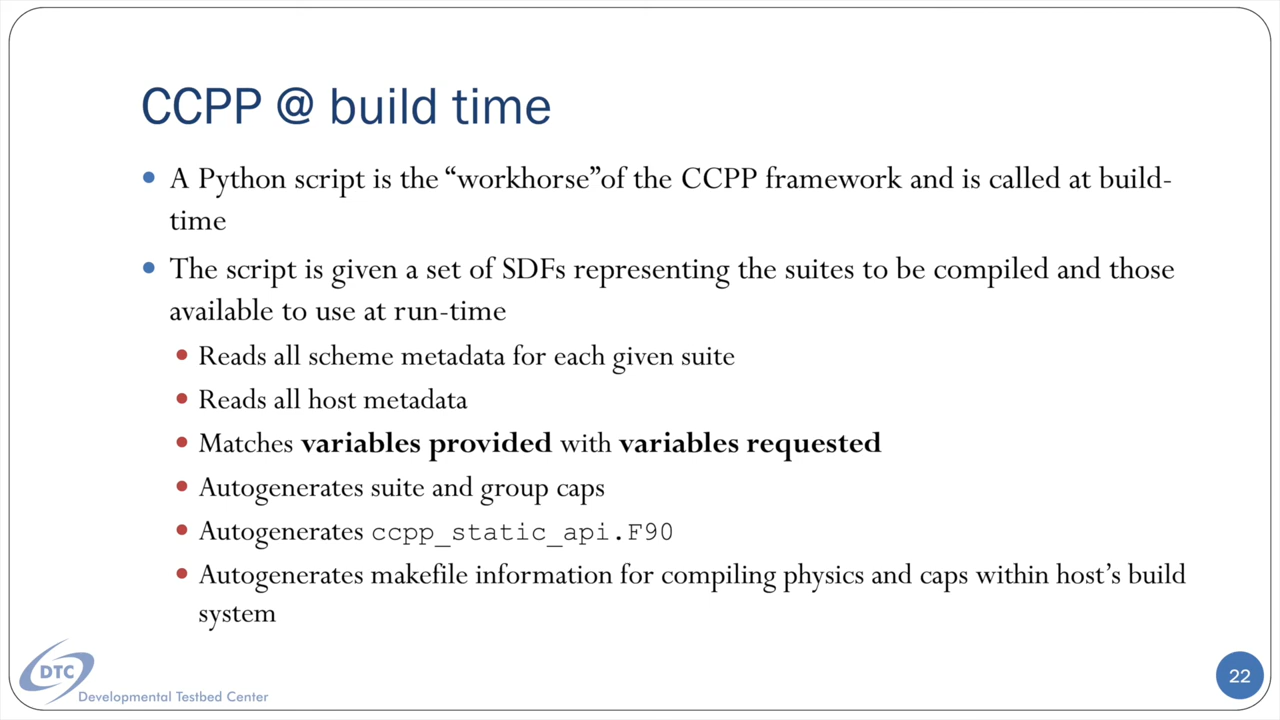 CCPP @ build time
A Python script is the “workhorse”of the CCPP framework and is called at build-
time
The script is given a set of SDFs representing the suites to be compiled and those
available to use at run-time
Reads all scheme metadata for each given suite
Reads all host metadata
Matches variables provided with variables requested
Autogenerates suite and group caps
Autogenerates ccpp_static_api.F90
Autogenerates makefile information for compiling physics and caps within host’s build
system
DTC
Developmental Testbed Center
22